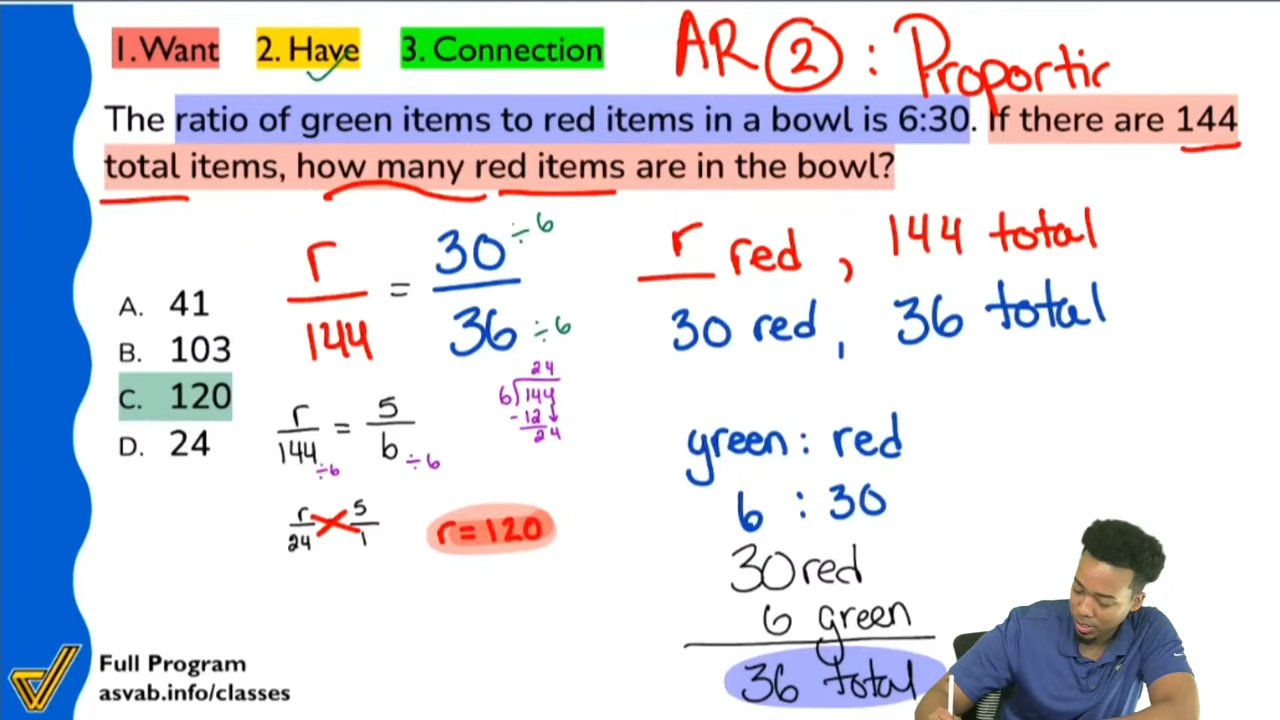 1. Want 2. Have 3. Connection
AR 2 : Proportio
The ratio of green items to red items in a bowl is 6:30. If there are 144
total items, how many red items are in the bowl?
r/144 = 30 ÷6/36 ÷6
r red, 144 total
30 red, 36 total
A. 41
B. 103
C. 120
D. 24
24
6)144
-12
24
r/144 ÷6 = 5/6 ÷6
r/24 5/1
r=120
green: red
6 : 30
30 red
6 green
36 total
Full Program
asvab.info/classes